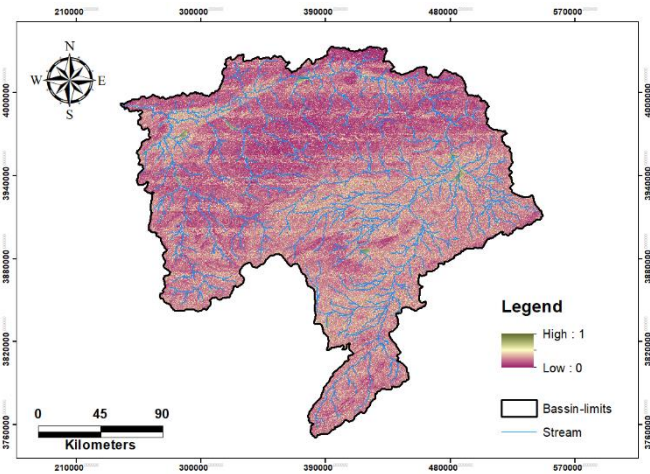 210000 300000 390000 480000 570000
N
W E
S
4000000 4000000
3940000 3940000
3880000 3880000
3820000 3820000
3760000 3760000
Legend
High : 1
Low : 0
Bassin-limits
Stream
0 45 90
Kilometers
210000 300000 390000 480000 570000